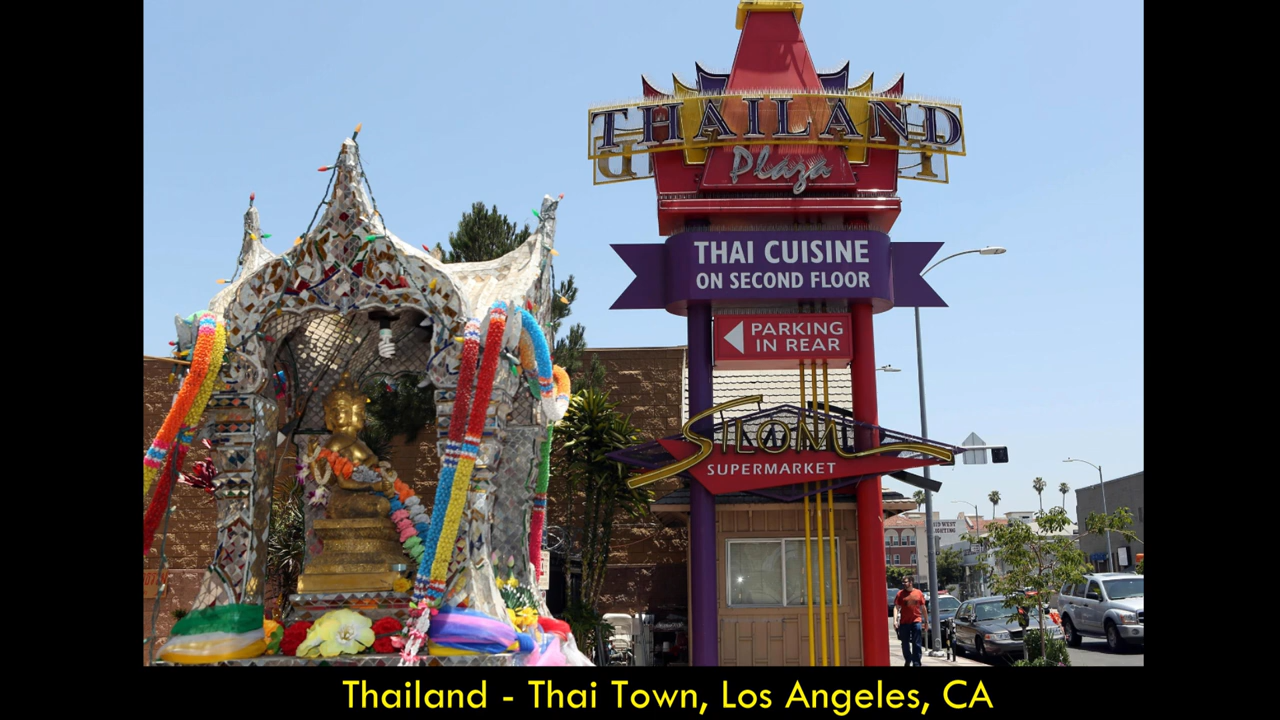 THAILAND
Plaza
THAI CUISINE
ON SECOND FLOOR
PARKING
IN REAR
SILOM
SUPERMARKET
Thailand - Thai Town, Los Angeles, CA